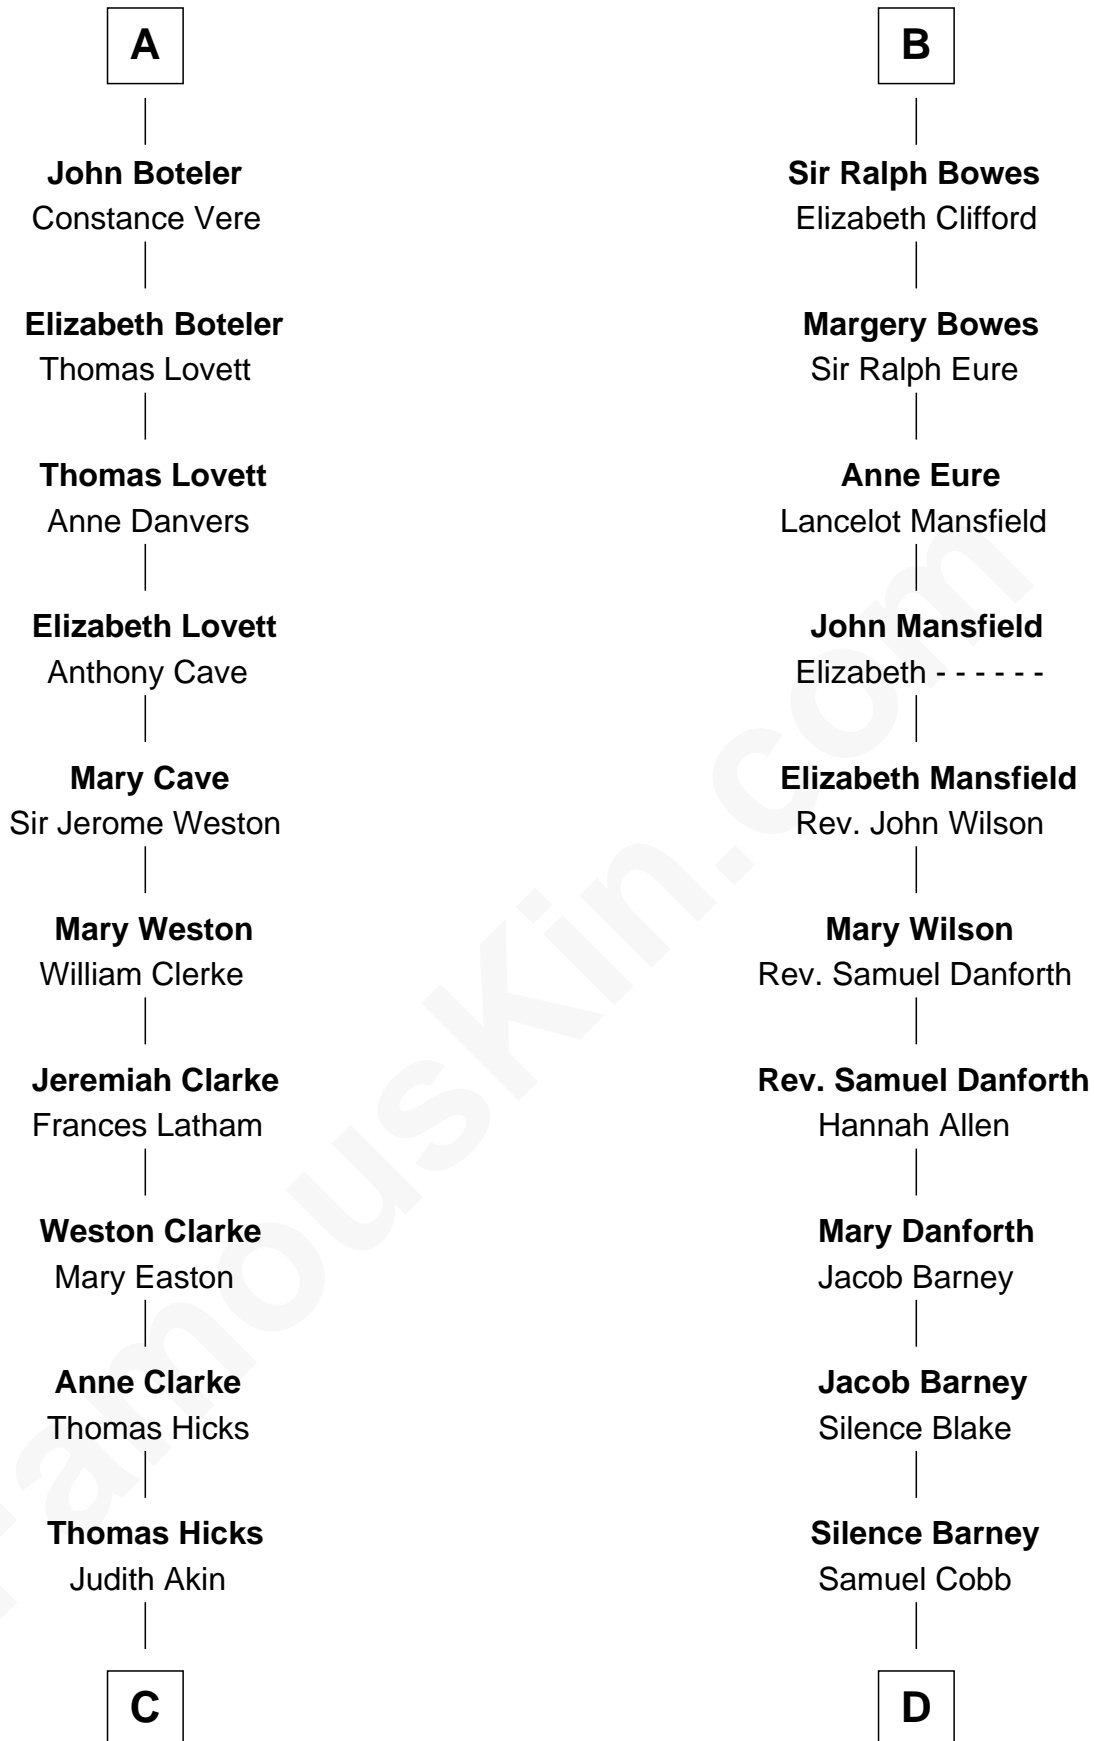 A
John Boteler
Constance Vere
Elizabeth Boteler
Thomas Lovett
Thomas Lovett
Anne Danvers
Elizabeth Lovett
Anthony Cave
Mary Cave
Sir Jerome Weston
Mary Weston
William Clerke
Jeremiah Clarke
Frances Latham
Weston Clarke
Mary Easton
Anne Clarke
Thomas Hicks
Thomas Hicks
Judith Akin
C
B
Sir Ralph Bowes
Elizabeth Clifford
Margery Bowes
Sir Ralph Eure
Anne Eure
Lancelot Mansfield
John Mansfield
Elizabeth - - - - - -
Elizabeth Mansfield
Rev. John Wilson
Mary Wilson
Rev. Samuel Danforth
Rev. Samuel Danforth
Hannah Allen
Mary Danforth
Jacob Barney
Jacob Barney
Silence Blake
Silence Barney
Samuel Cobb
D
FamousKin.com